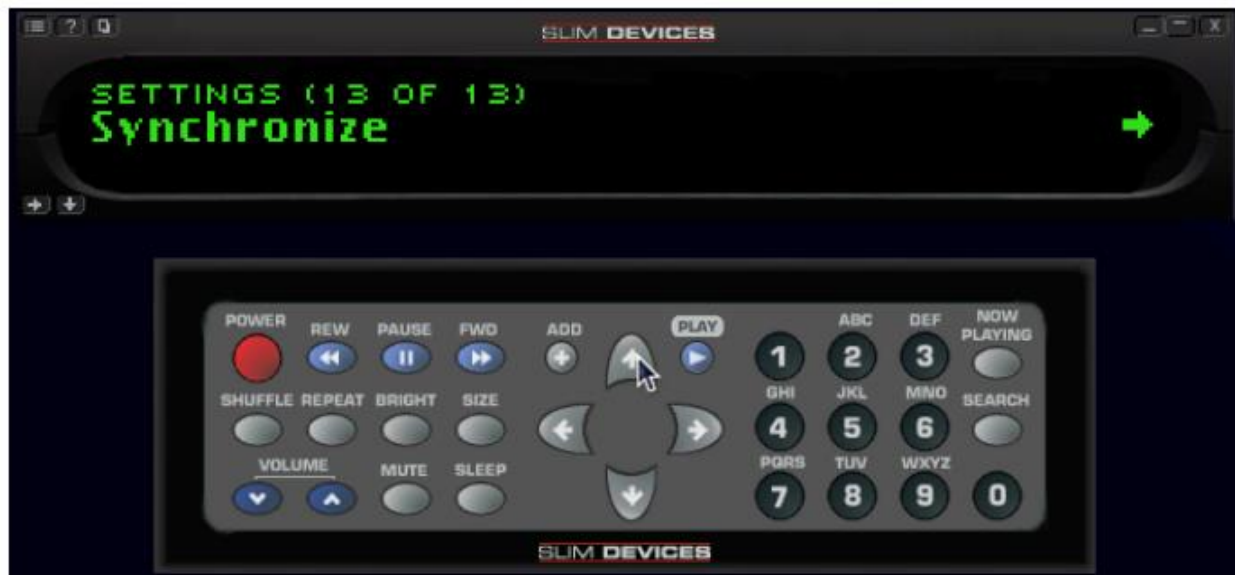 ?
SLIM DEVICES
X
SETTINGS (13 OF 13)
Synchronize
POWER REW PAUSE FWD ADD PLAY ABC DEF NOW PLAYING
1 2 3
SHUFFLE REPEAT BRIGHT SIZE GHI JKL MNO SEARCH
4 5 6
VOLUME MUTE SLEEP PQRS TUV WXYZ
7 8 9 0
SLIM DEVICES